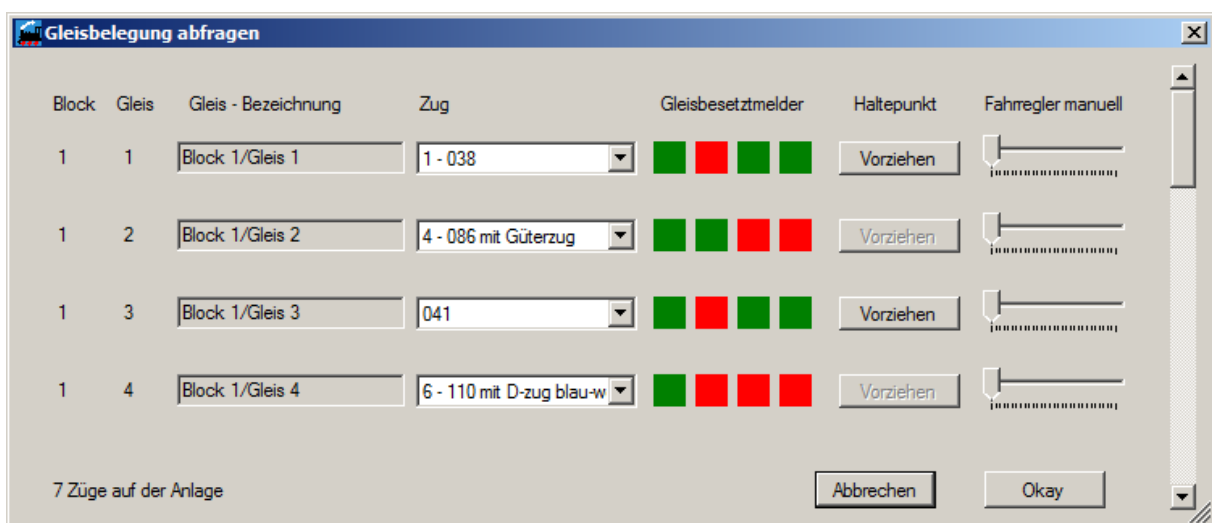 Gleisbelegung abfragen
Block Gleis Gleis - Bezeichnung Zug Gleisbesetztmelder Haltepunkt Fahrregler manuell
1 1 Block 1/Gleis 1 1 - 038 Vorziehen
1 2 Block 1/Gleis 2 4 - 086 mit Güterzug Vorziehen
1 3 Block 1/Gleis 3 041 Vorziehen
1 4 Block 1/Gleis 4 6 - 110 mit D-zug blau-w Vorziehen
7 Züge auf der Anlage Abbrechen Okay